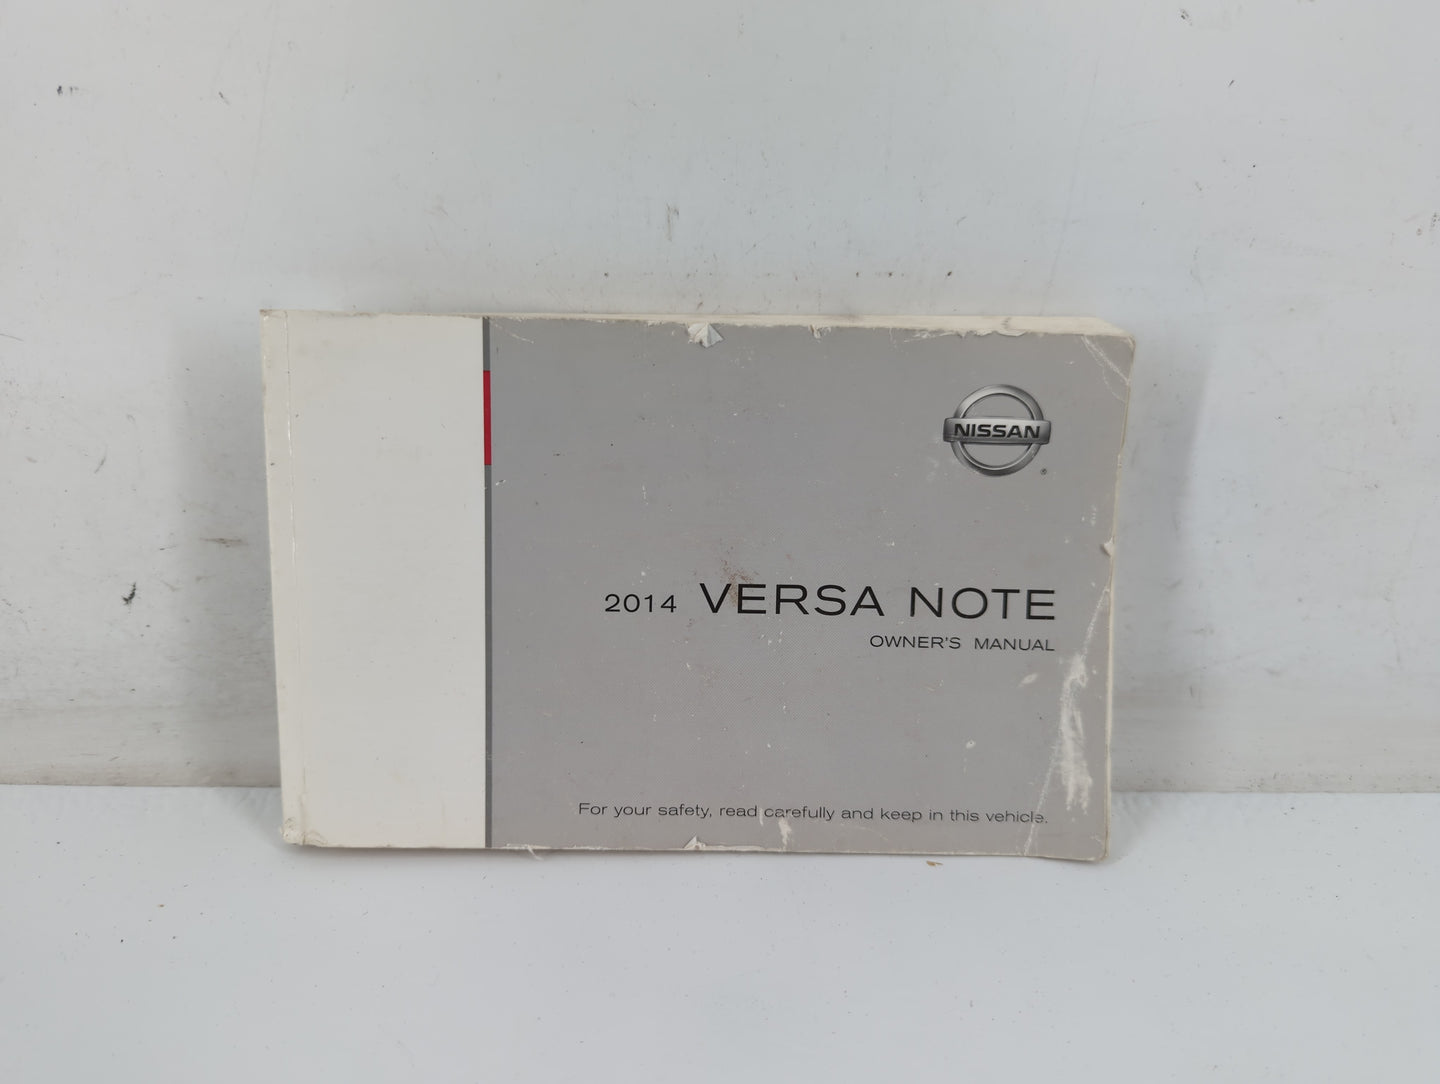 NISSAN
2014 VERSA NOTE
OWNER'S MANUAL
For your safety, read carefully and keep in this vehicle.